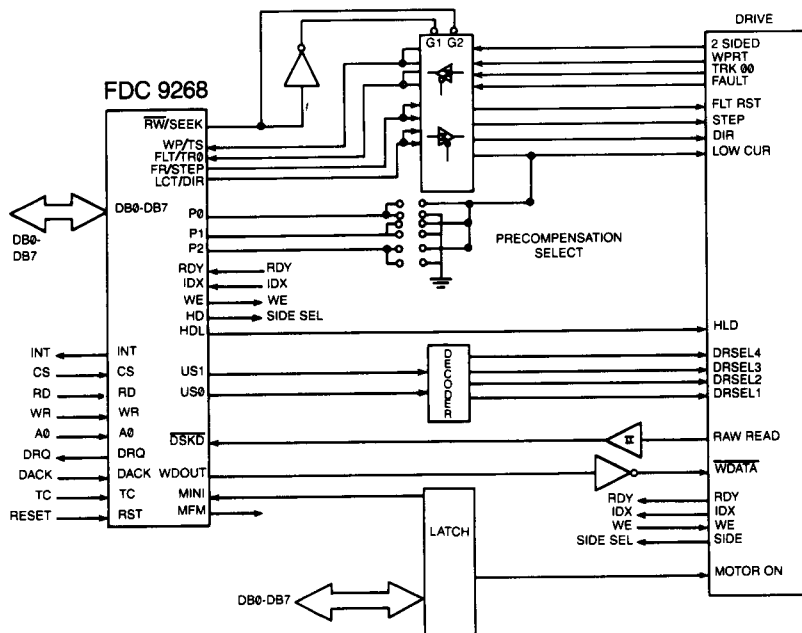 DRIVE
G1 G2
2 SIDED
WPRT
TRK 00
FAULT
FLT RST
STEP
DIR
LOW CUR
FDC 9268
RW/SEEK
WP/TS
FLT/TR0
FR/STEP
LCT/DIR
DB0-DB7
DB0-
DB7
P0
P1
P2
PRECOMPENSATION
SELECT
RDY RDY
IDX IDX
WE WE
HD SIDE SEL
HDL HLD
INT INT
CS CS
RD RD
WR WR
A0 A0
DRQ DRQ
DACK DACK
TC TC
RESET RST
US1
US0
DECODER
DRSEL4
DRSEL3
DRSEL2
DRSEL1
DSKD
RAW READ
WDOUT
WDATA
MINI
MFM
LATCH
RDY RDY
IDX IDX
WE WE
SIDE SEL SIDE
DB0-DB7
MOTOR ON